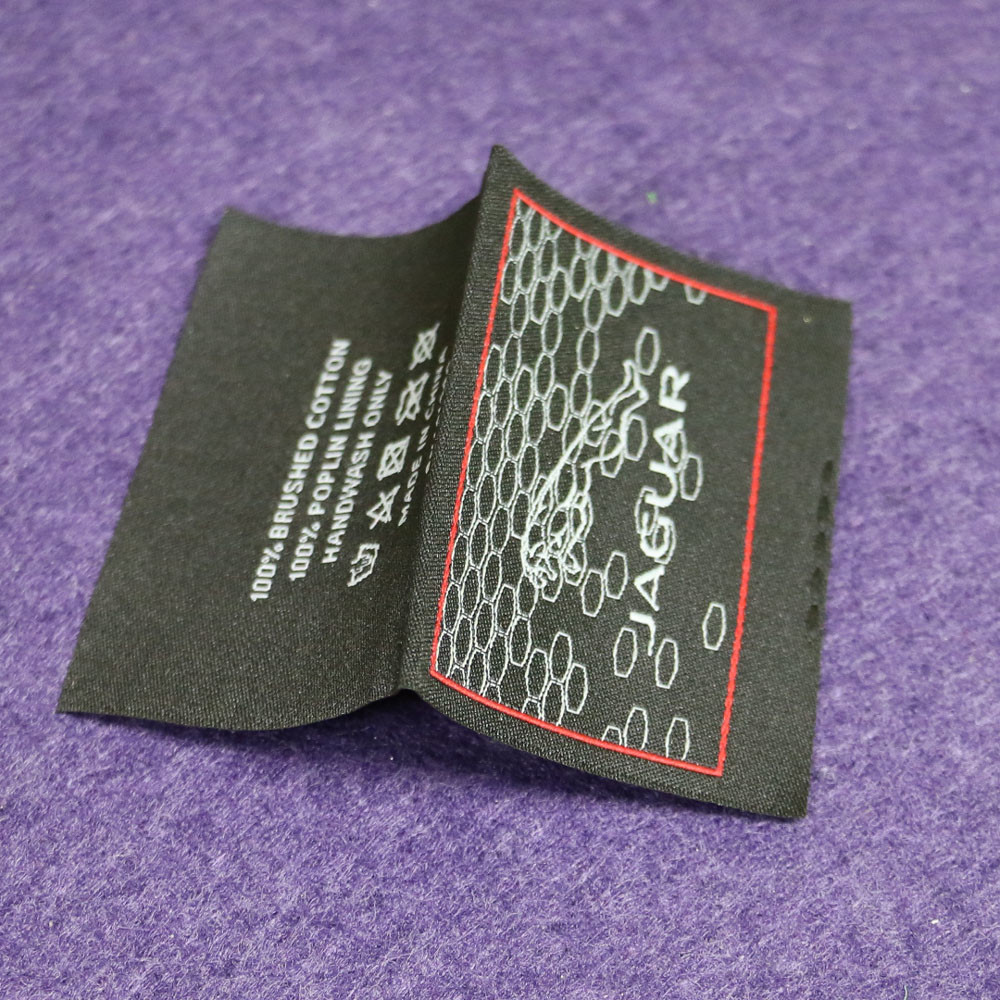 100% BRUSHED COTTON
100% POPLIN LINING
HANDWASH ONLY
MADE IN CHINA
JAGUAR